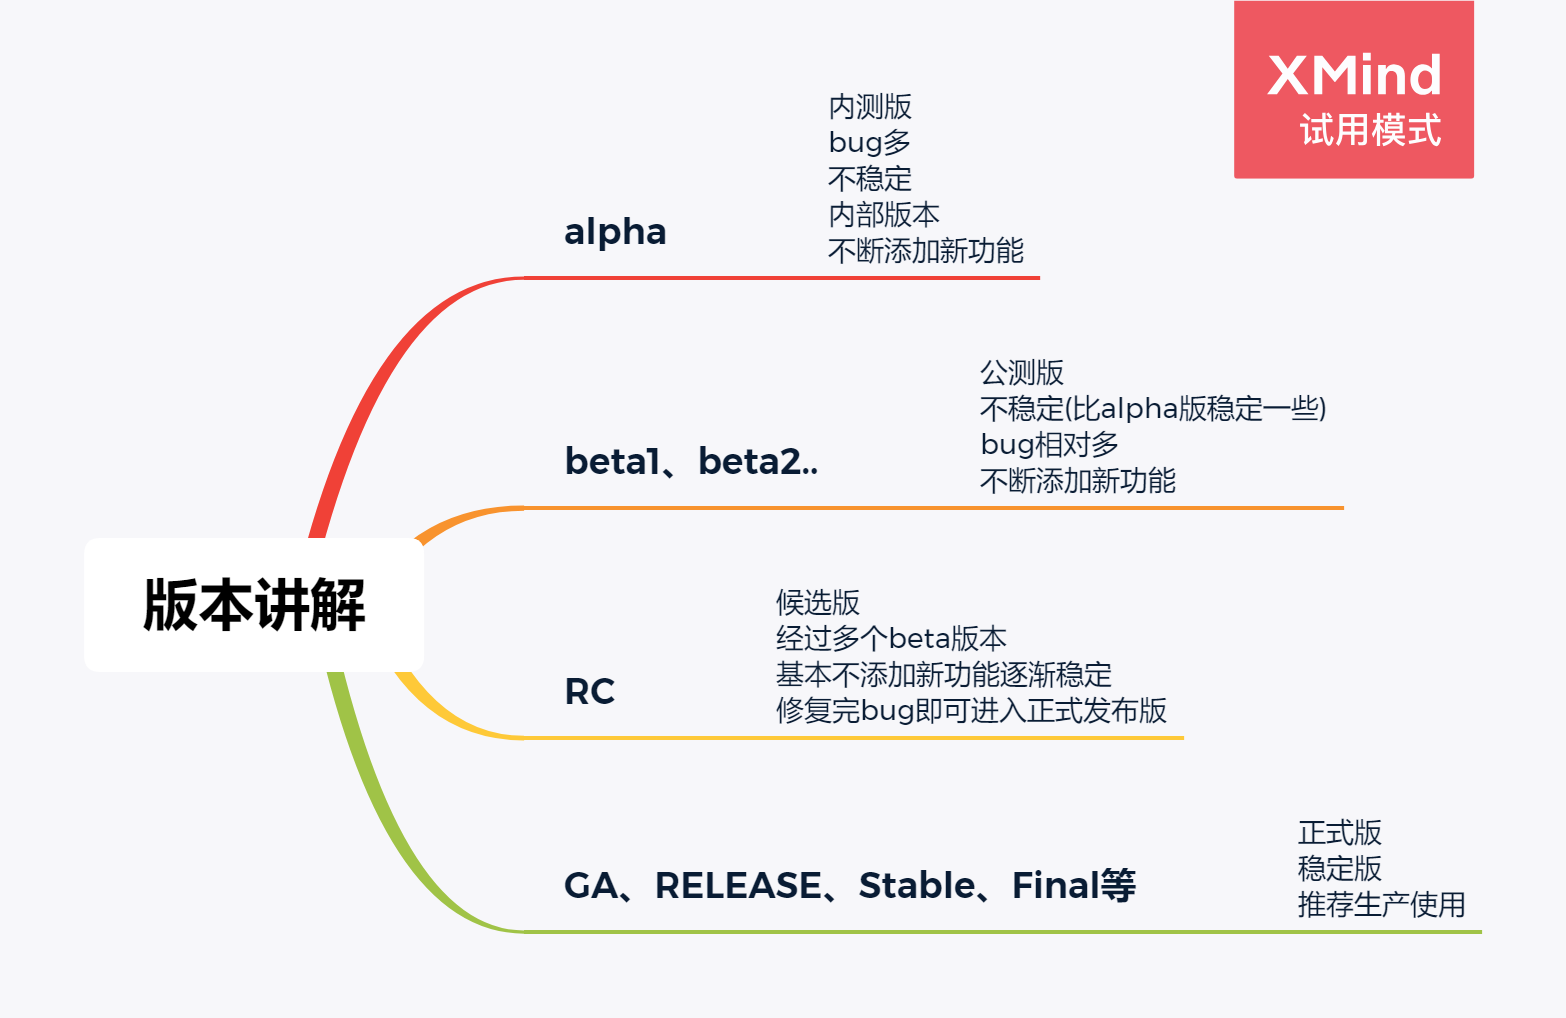 XMind
试用模式
内测版
bug多
不稳定
内部版本
不断添加新功能
alpha
公测版
不稳定(比alpha版稳定一些)
bug相对多
不断添加新功能
beta1、beta2..
版本讲解
候选版
经过多个beta版本
基本不添加新功能逐渐稳定
修复完bug即可进入正式发布版
RC
正式版
稳定版
推荐生产使用
GA、RELEASE、Stable、Final等